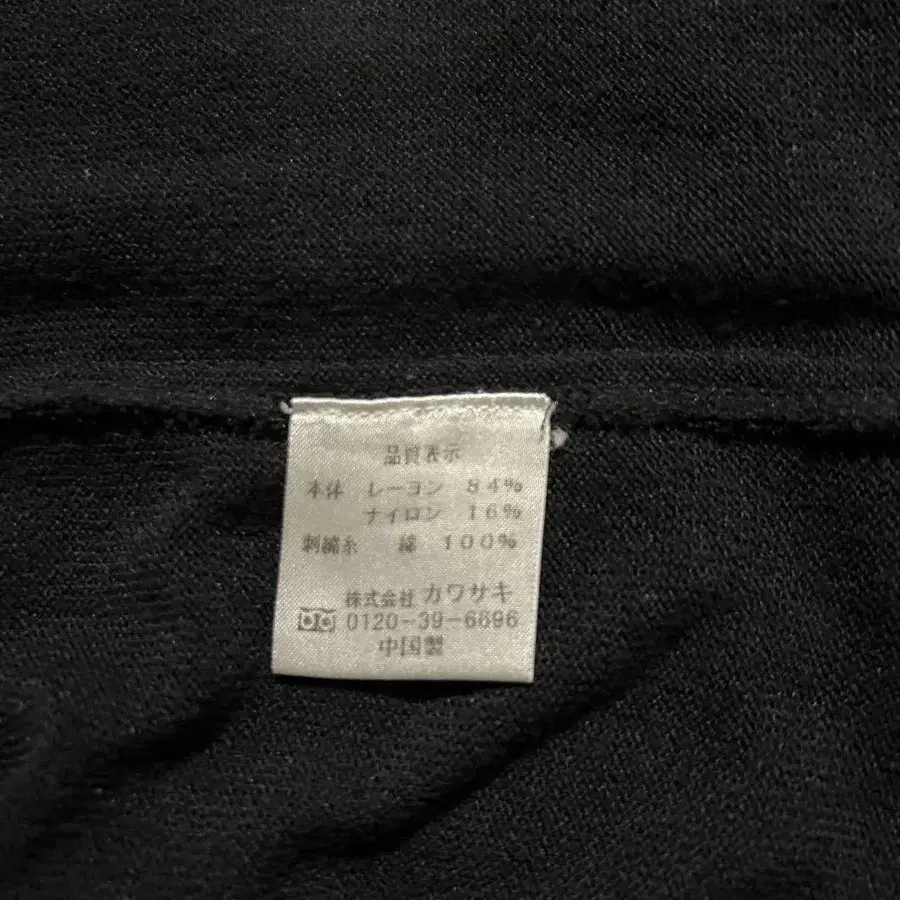 品質表示
本体 レーヨン 84%
ナイロン 16%
刺繍糸 綿 100%
株式会社 カワサキ
0120-39-6696
中国製